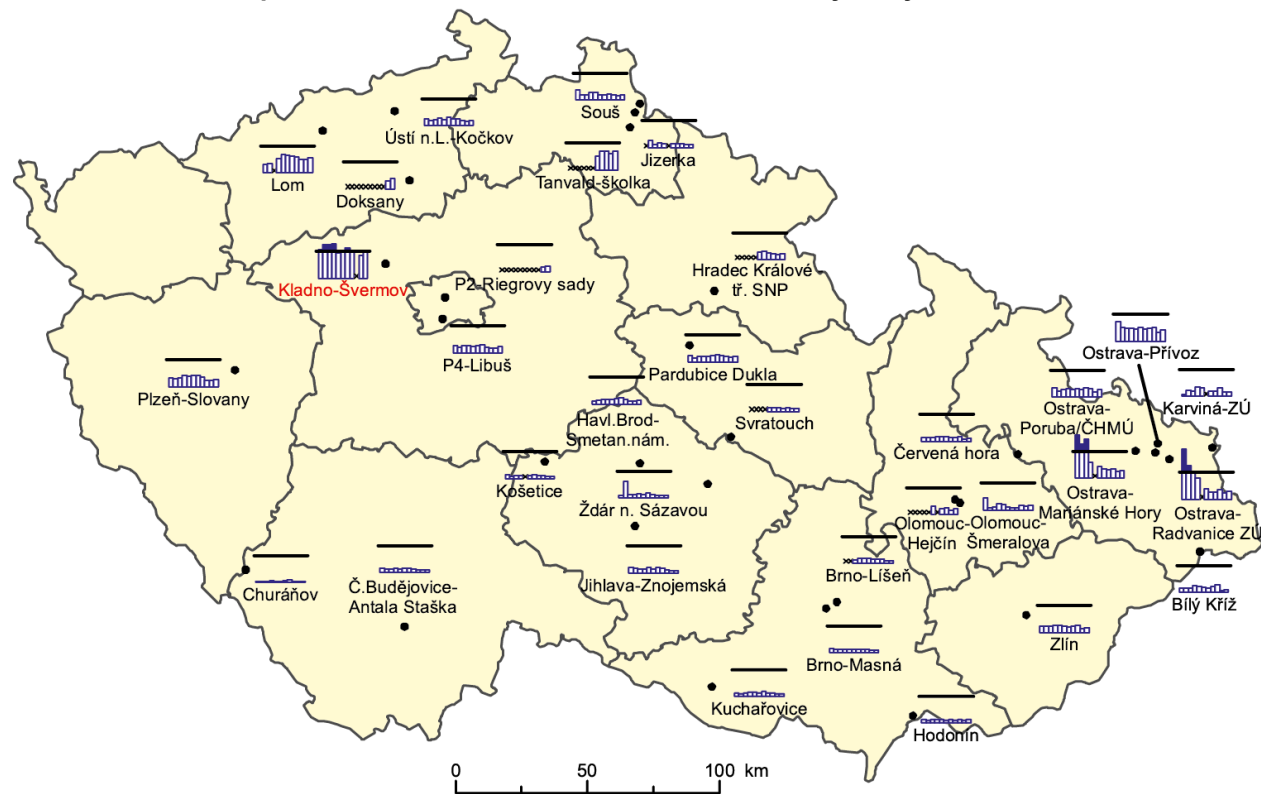 Souš
Ústí n.L.-Kočkov
Jizerka
Lom
Tanvald-školka
Doksany
Hradec Králové
tř. SNP
P2-Riegrovy sady
Kladno-Švermov
Ostrava-Přívoz
P4-Libuš
Pardubice Dukla
Plzeň-Slovany
Karviná-ZÚ
Ostrava-
Poruba/ČHMÚ
Havl.Brod-
Smetan.nám.
Svratouch
Červená hora
Košetice
Ždár n. Sázavou
Ostrava-
Mariánské Hory
Ostrava-
Radvanice ZÚ
Olomouc-
Hejčín
Olomouc-
Šmeralova
Brno-Líšeň
Churáňov
Č.Budějovice-
Antala Staška
Jihlava-Znojemská
Bílý Kříž
Zlín
Brno-Masná
Kuchařovice
Hodonín
0 50 100 km